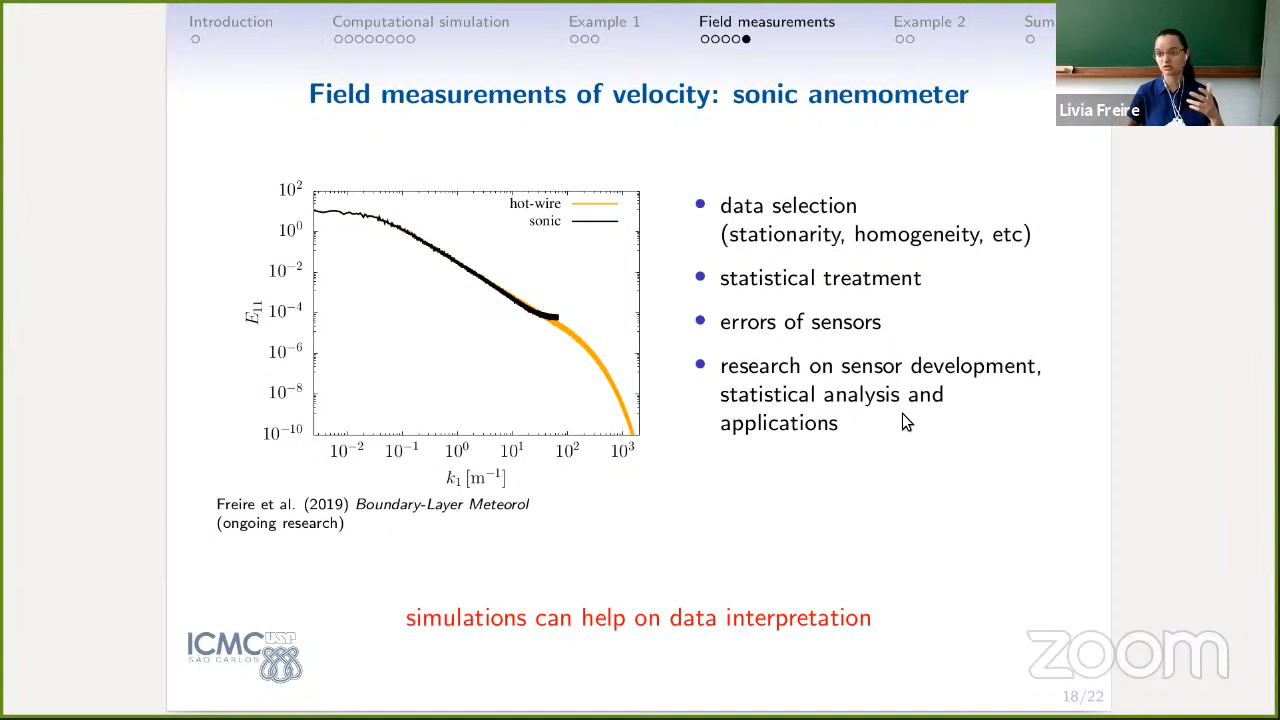 Introduction
Computational simulation
Example 1
Field measurements
Example 2
Sum
Livia Freire
Field measurements of velocity: sonic anemometer
hot-wire
sonic
10^2
10^0
10^-2
10^-4
10^-6
10^-8
10^-10
E_11
10^-2 10^-1 10^0 10^1 10^2 10^3
k_1 [m^-1]
Freire et al. (2019) Boundary-Layer Meteorol
(ongoing research)
• data selection
(stationarity, homogeneity, etc)
• statistical treatment
• errors of sensors
• research on sensor development,
statistical analysis and
applications
simulations can help on data interpretation
ICMC USP
SÃO CARLOS
zoom
18/22